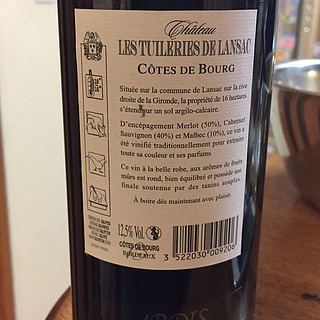 Château
LES TUILERIES DE LANSAC
CÔTES DE BOURG
Située sur la commune de Lansac sur la rive
droite de la Gironde, la propriété de 16 hectares
s'étend sur un sol argilo-calcaire.
D'encépagement Merlot (50%), Cabernet
Sauvignon (40%) et Malbec (10%), ce vin a
été vinifié traditionnellement pour extraire
toute sa couleur et ses parfums.
Ce vin à la belle robe, aux arômes de fruits
mûrs est rond, bien équilibré et possède une
finale soutenue par des tanins souples.
À boire dès maintenant avec plaisir
12.5% Vol.
CÔTES DE BOURG
BORDEAUX
3 522030 009206